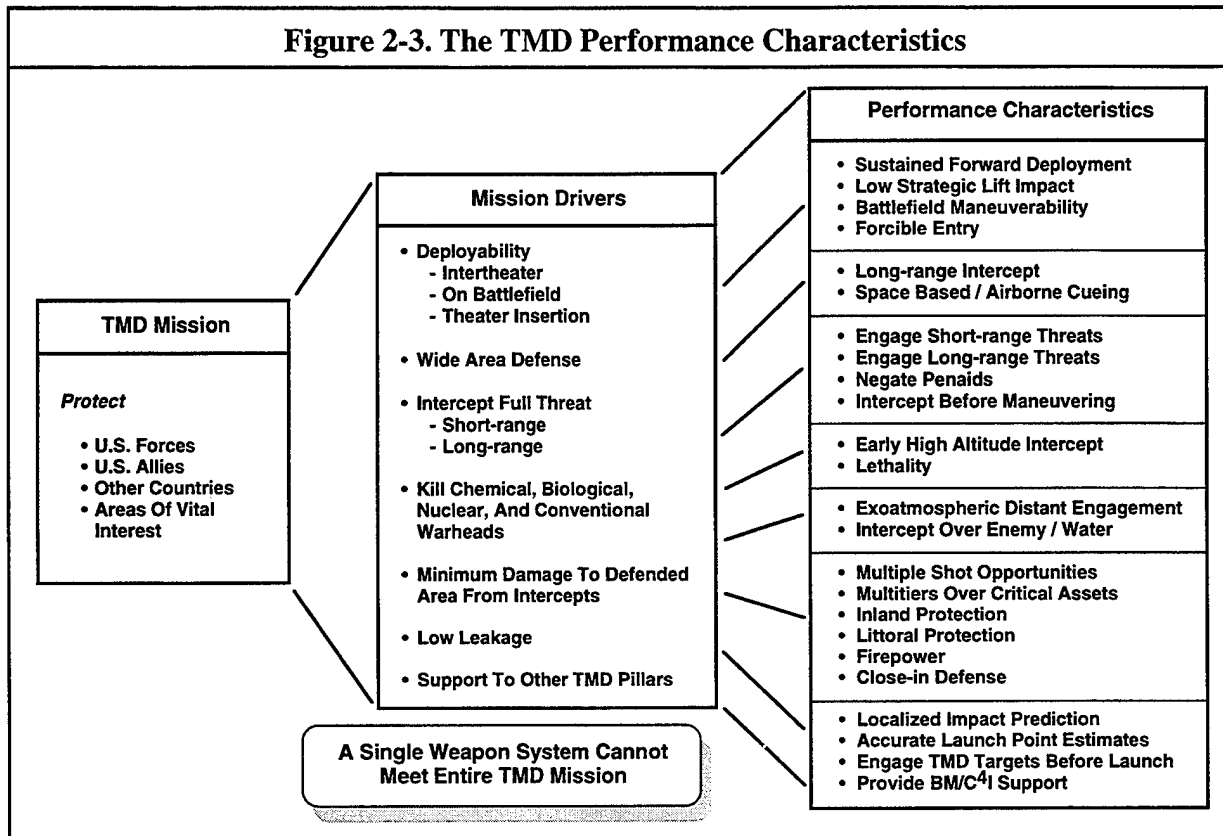 Figure 2-3. The TMD Performance Characteristics
TMD Mission
Protect
• U.S. Forces
• U.S. Allies
• Other Countries
• Areas Of Vital
Interest
Mission Drivers
• Deployability
- Intertheater
- On Battlefield
- Theater Insertion
• Wide Area Defense
• Intercept Full Threat
- Short-range
- Long-range
• Kill Chemical, Biological,
Nuclear, And Conventional
Warheads
• Minimum Damage To Defended
Area From Intercepts
• Low Leakage
• Support To Other TMD Pillars
A Single Weapon System Cannot
Meet Entire TMD Mission
Performance Characteristics
• Sustained Forward Deployment
• Low Strategic Lift Impact
• Battlefield Maneuverability
• Forcible Entry
• Long-range Intercept
• Space Based / Airborne Cueing
• Engage Short-range Threats
• Engage Long-range Threats
• Negate Penaids
• Intercept Before Maneuvering
• Early High Altitude Intercept
• Lethality
• Exoatmospheric Distant Engagement
• Intercept Over Enemy / Water
• Multiple Shot Opportunities
• Multitiers Over Critical Assets
• Inland Protection
• Littoral Protection
• Firepower
• Close-in Defense
• Localized Impact Prediction
• Accurate Launch Point Estimates
• Engage TMD Targets Before Launch
• Provide BM/C⁴I Support